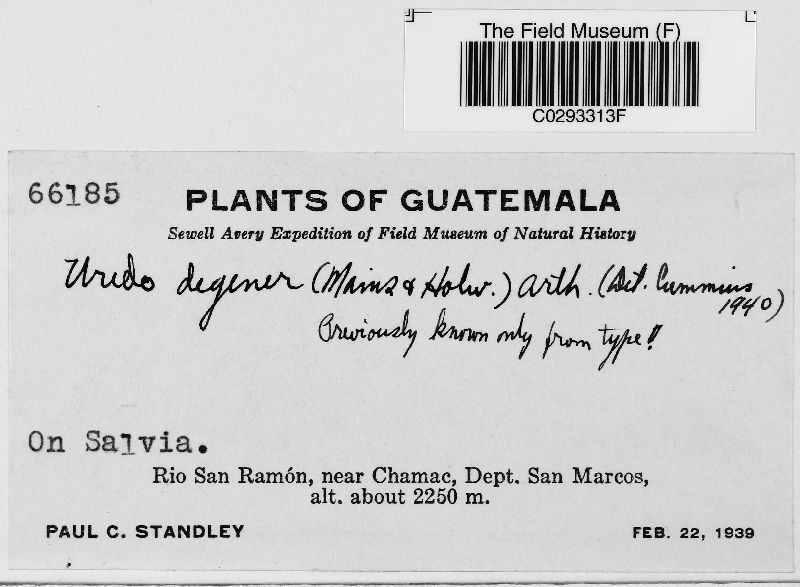 The Field Museum (F)
C0293313F
66185
PLANTS OF GUATEMALA
Sewell Avery Expedition of Field Museum of Natural History
Uredo degener (Mains & Holw.) Arth. (Det. Cummins
1940)
Previously known only from type!!
On Salvia.
Rio San Ramón, near Chamac, Dept. San Marcos,
alt. about 2250 m.
PAUL C. STANDLEY
FEB. 22, 1939